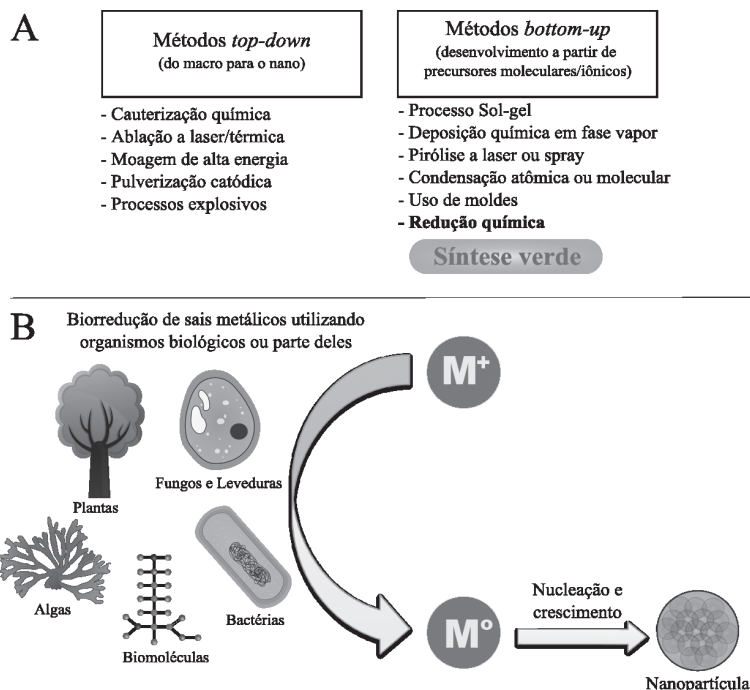 A
Métodos top-down
(do macro para o nano)
- Cauterização química
- Ablação a laser/térmica
- Moagem de alta energia
- Pulverização catódica
- Processos explosivos
Métodos bottom-up
(desenvolvimento a partir de
precursores moleculares/iônicos)
- Processo Sol-gel
- Deposição química em fase vapor
- Pirólise a laser ou spray
- Condensação atômica ou molecular
- Uso de moldes
- Redução química
Síntese verde
B
Biorredução de sais metálicos utilizando
organismos biológicos ou parte deles
Plantas
Fungos e Leveduras
Algas
Biomoléculas
Bactérias
M⁺
M⁰
Nucleação e
crescimento
Nanopartícula